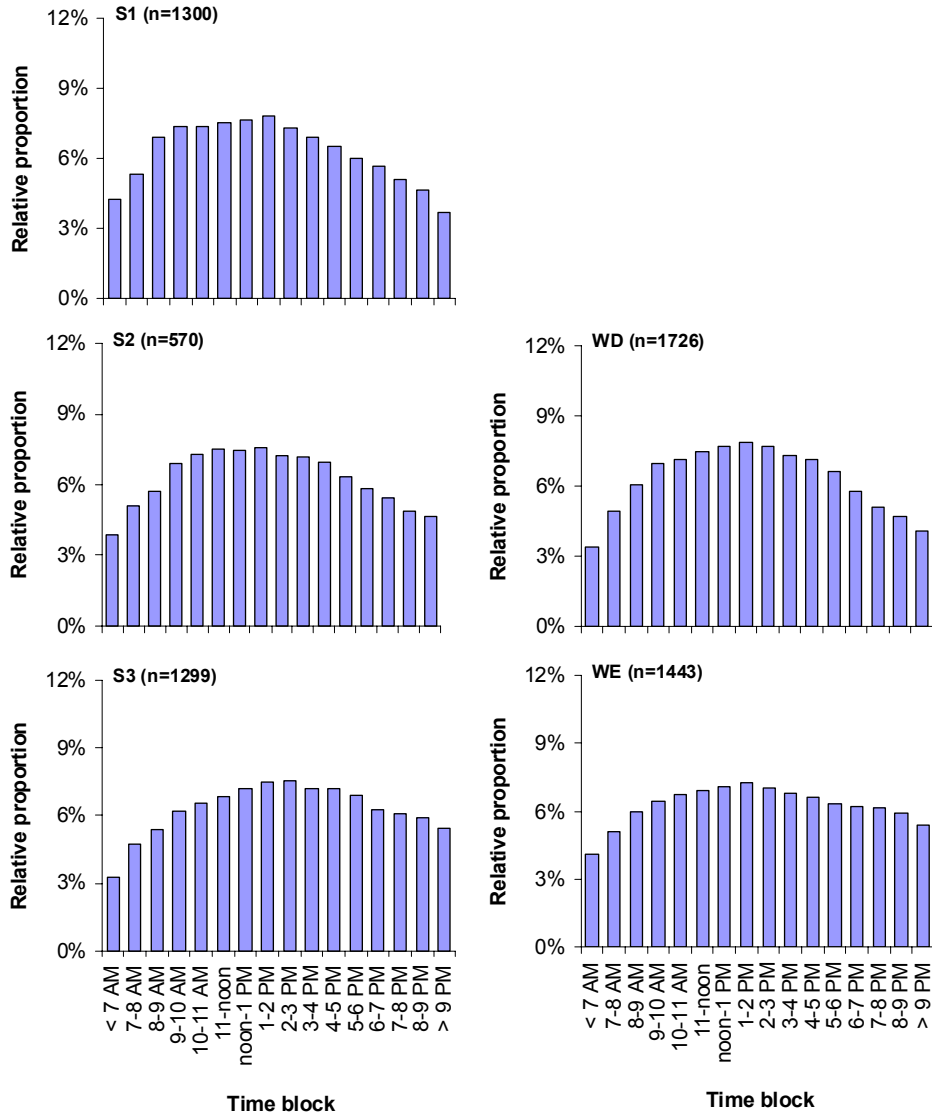 S1 (n=1300)
12%
9%
6%
3%
0%
Relative proportion
S2 (n=570)
12%
9%
6%
3%
0%
Relative proportion
WD (n=1726)
12%
9%
6%
3%
0%
Relative proportion
S3 (n=1299)
12%
9%
6%
3%
0%
Relative proportion
< 7 AM
7-8 AM
8-9 AM
9-10 AM
10-11 AM
11-noon
noon-1 PM
1-2 PM
2-3 PM
3-4 PM
4-5 PM
5-6 PM
6-7 PM
7-8 PM
8-9 PM
> 9 PM
Time block
WE (n=1443)
12%
9%
6%
3%
0%
Relative proportion
< 7 AM
7-8 AM
8-9 AM
9-10 AM
10-11 AM
11-noon
noon-1 PM
1-2 PM
2-3 PM
3-4 PM
4-5 PM
5-6 PM
6-7 PM
7-8 PM
8-9 PM
> 9 PM
Time block